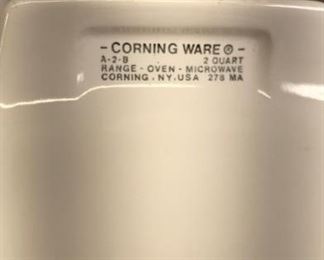 - CORNING WARE ® -
A-2-B 2 QUART
RANGE - OVEN - MICROWAVE
CORNING, NY. USA 278 MA